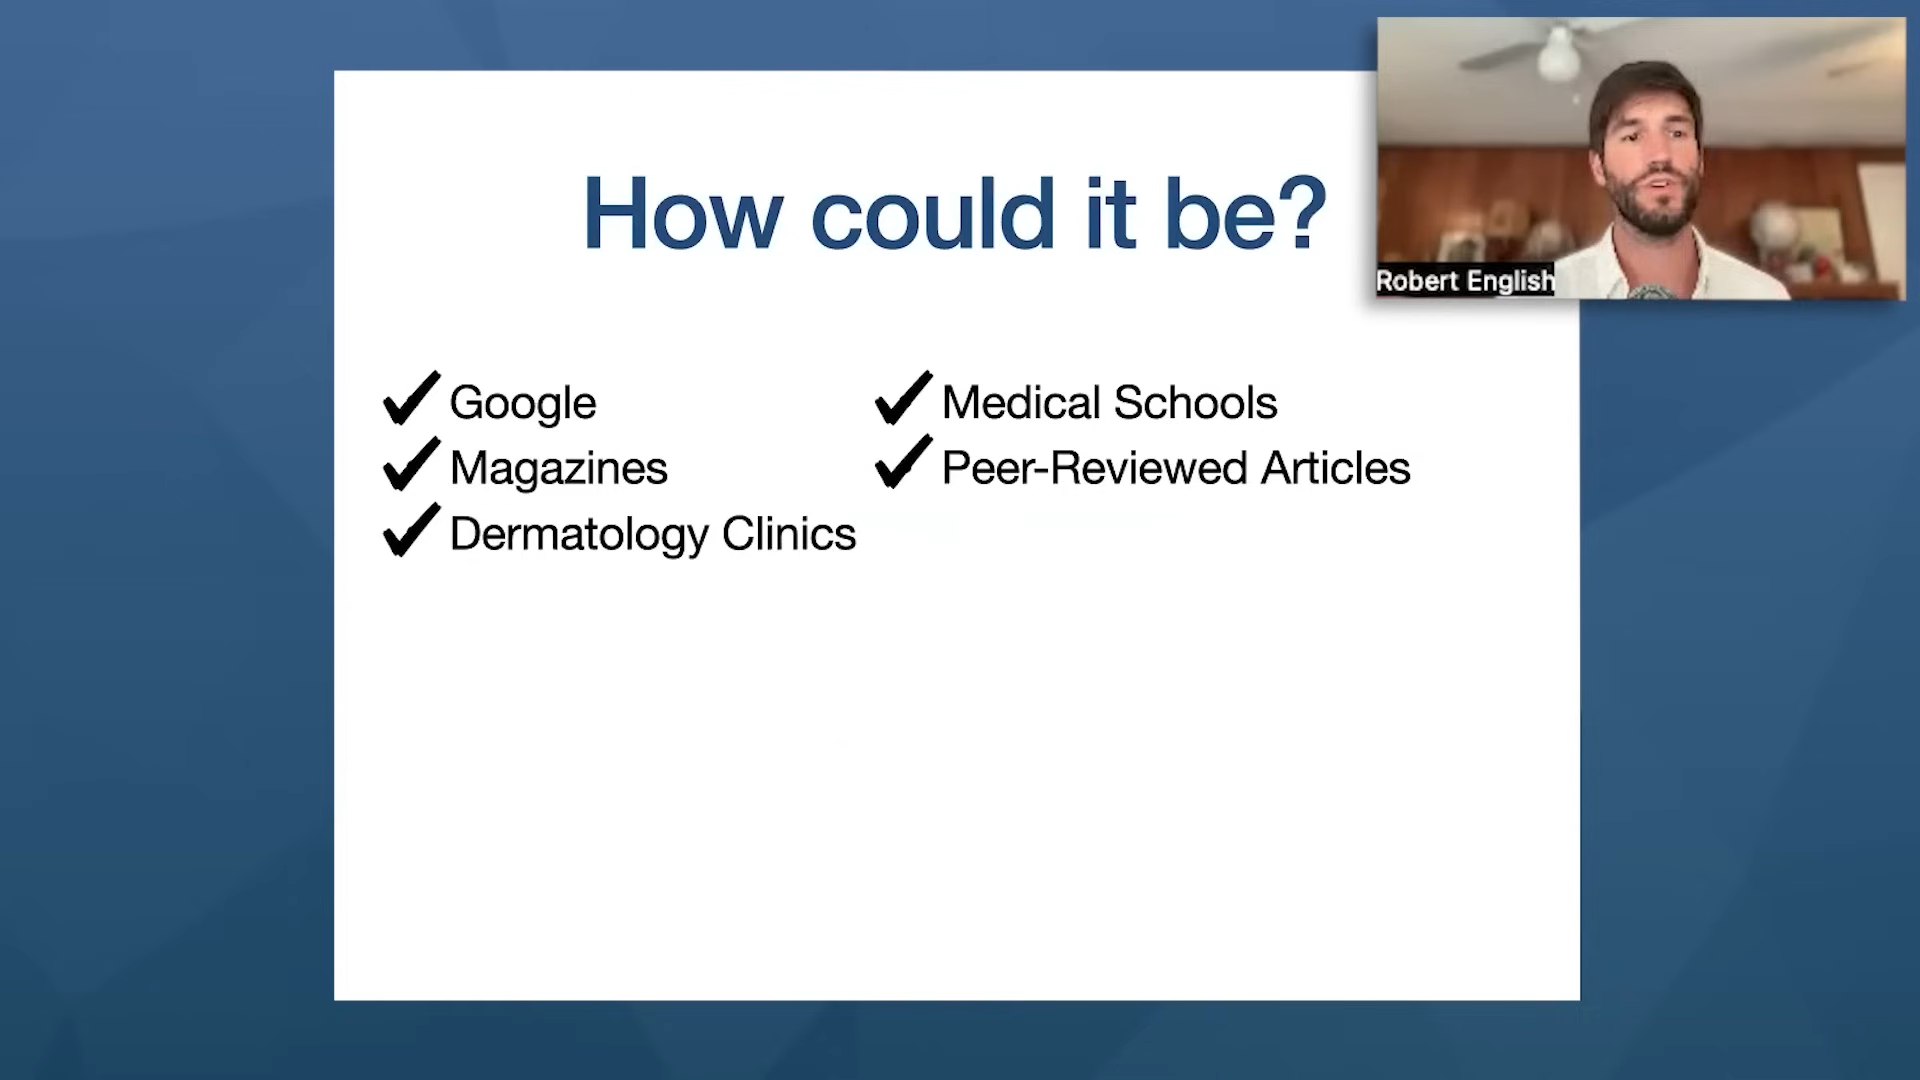 How could it be?
Robert English
Google
Magazines
Dermatology Clinics
Medical Schools
Peer-Reviewed Articles